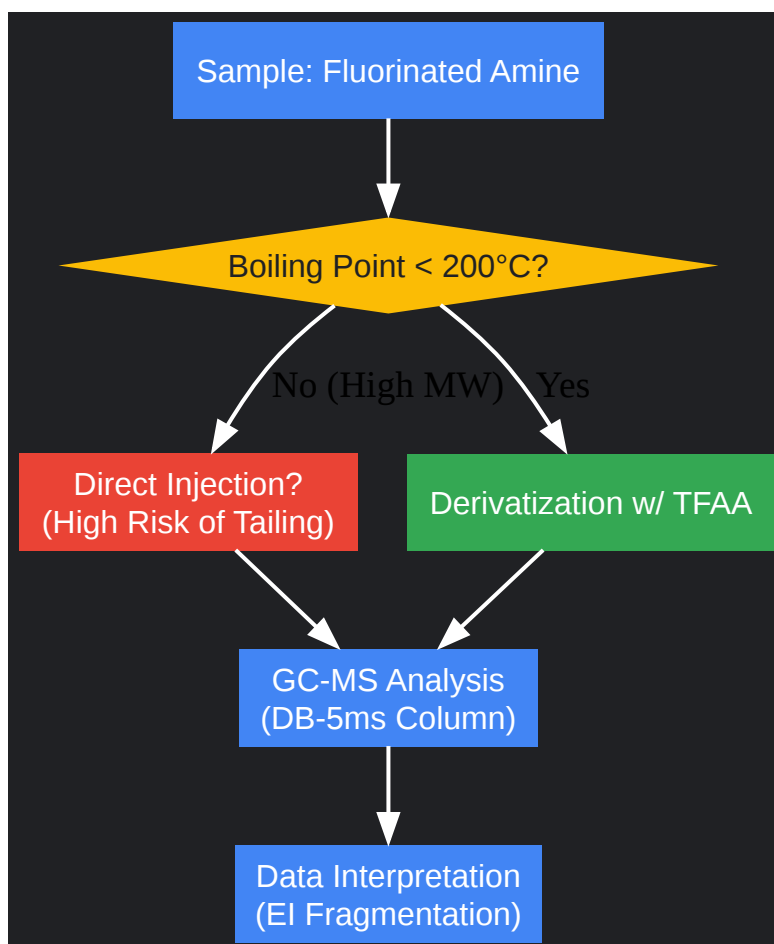 Sample: Fluorinated Amine
Boiling Point < 200°C?
No (High MW)
Yes
Direct Injection?
(High Risk of Tailing)
Derivatization w/ TFAA
GC-MS Analysis
(DB-5ms Column)
Data Interpretation
(EI Fragmentation)